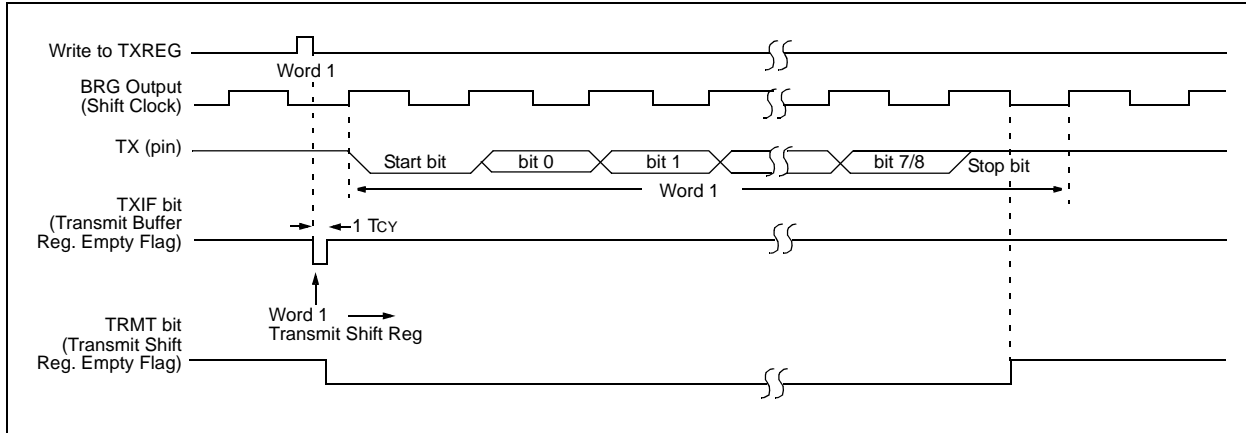 Write to TXREG
Word 1
BRG Output
(Shift Clock)
TX (pin)
Start bit
bit 0
bit 1
bit 7/8
Stop bit
Word 1
TXIF bit
(Transmit Buffer
Reg. Empty Flag)
1 TCY
Word 1
Transmit Shift Reg
TRMT bit
(Transmit Shift
Reg. Empty Flag)